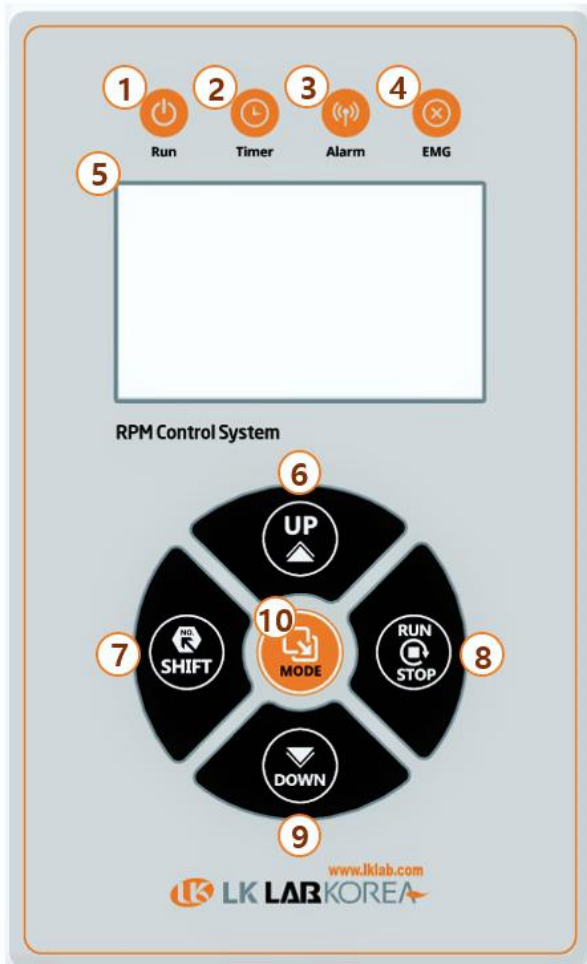 1 2 3 4
Run Timer Alarm EMG
5
RPM Control System
6
UP
10
7 NO. SHIFT MODE RUN STOP 8
DOWN
9
www.lklab.com
LK LK LABKOREA